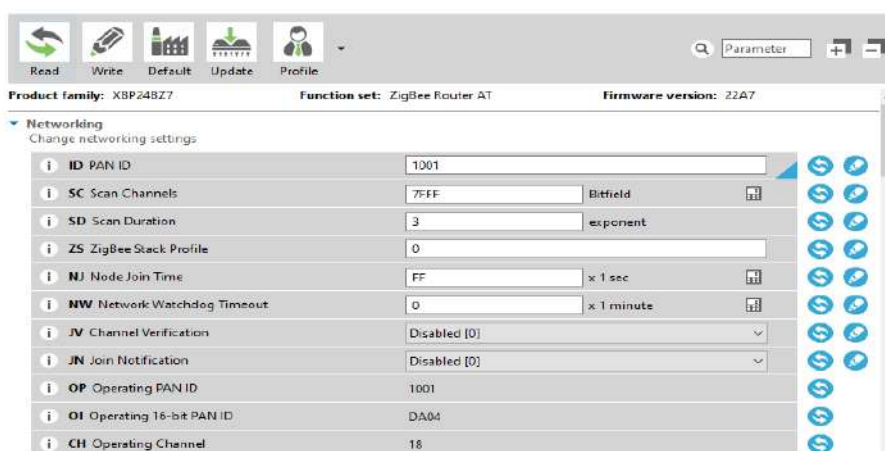 Read Write Default Update Profile Parameter
Product family: XBP24BZ7 Function set: ZigBee Router AT Firmware version: 22A7
Networking
Change networking settings
i ID PAN ID 1001
i SC Scan Channels 7FFF Bitfield
i SD Scan Duration 3 exponent
i ZS ZigBee Stack Profile 0
i NJ Node Join Time FF x 1 sec
i NW Network Watchdog Timeout 0 x 1 minute
i JV Channel Verification Disabled [0]
i JN Join Notification Disabled [0]
i OP Operating PAN ID 1001
i OI Operating 16-bit PAN ID DA04
i CH Operating Channel 18